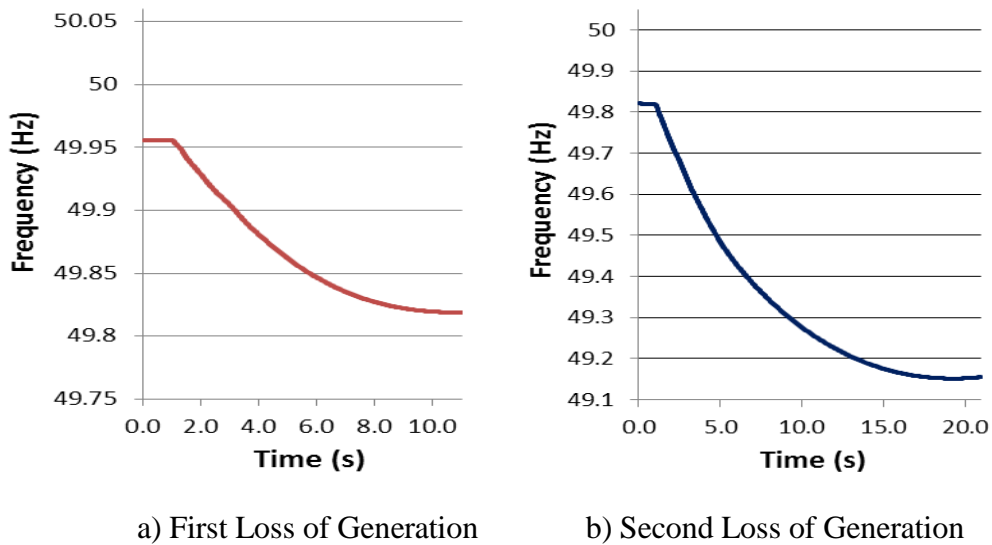 50.05
50
49.95
49.9
49.85
49.8
49.75
Frequency (Hz)
0.0 2.0 4.0 6.0 8.0 10.0
Time (s)
50
49.9
49.8
49.7
49.6
49.5
49.4
49.3
49.2
49.1
Frequency (Hz)
0.0 5.0 10.0 15.0 20.0
Time (s)
a) First Loss of Generation
b) Second Loss of Generation